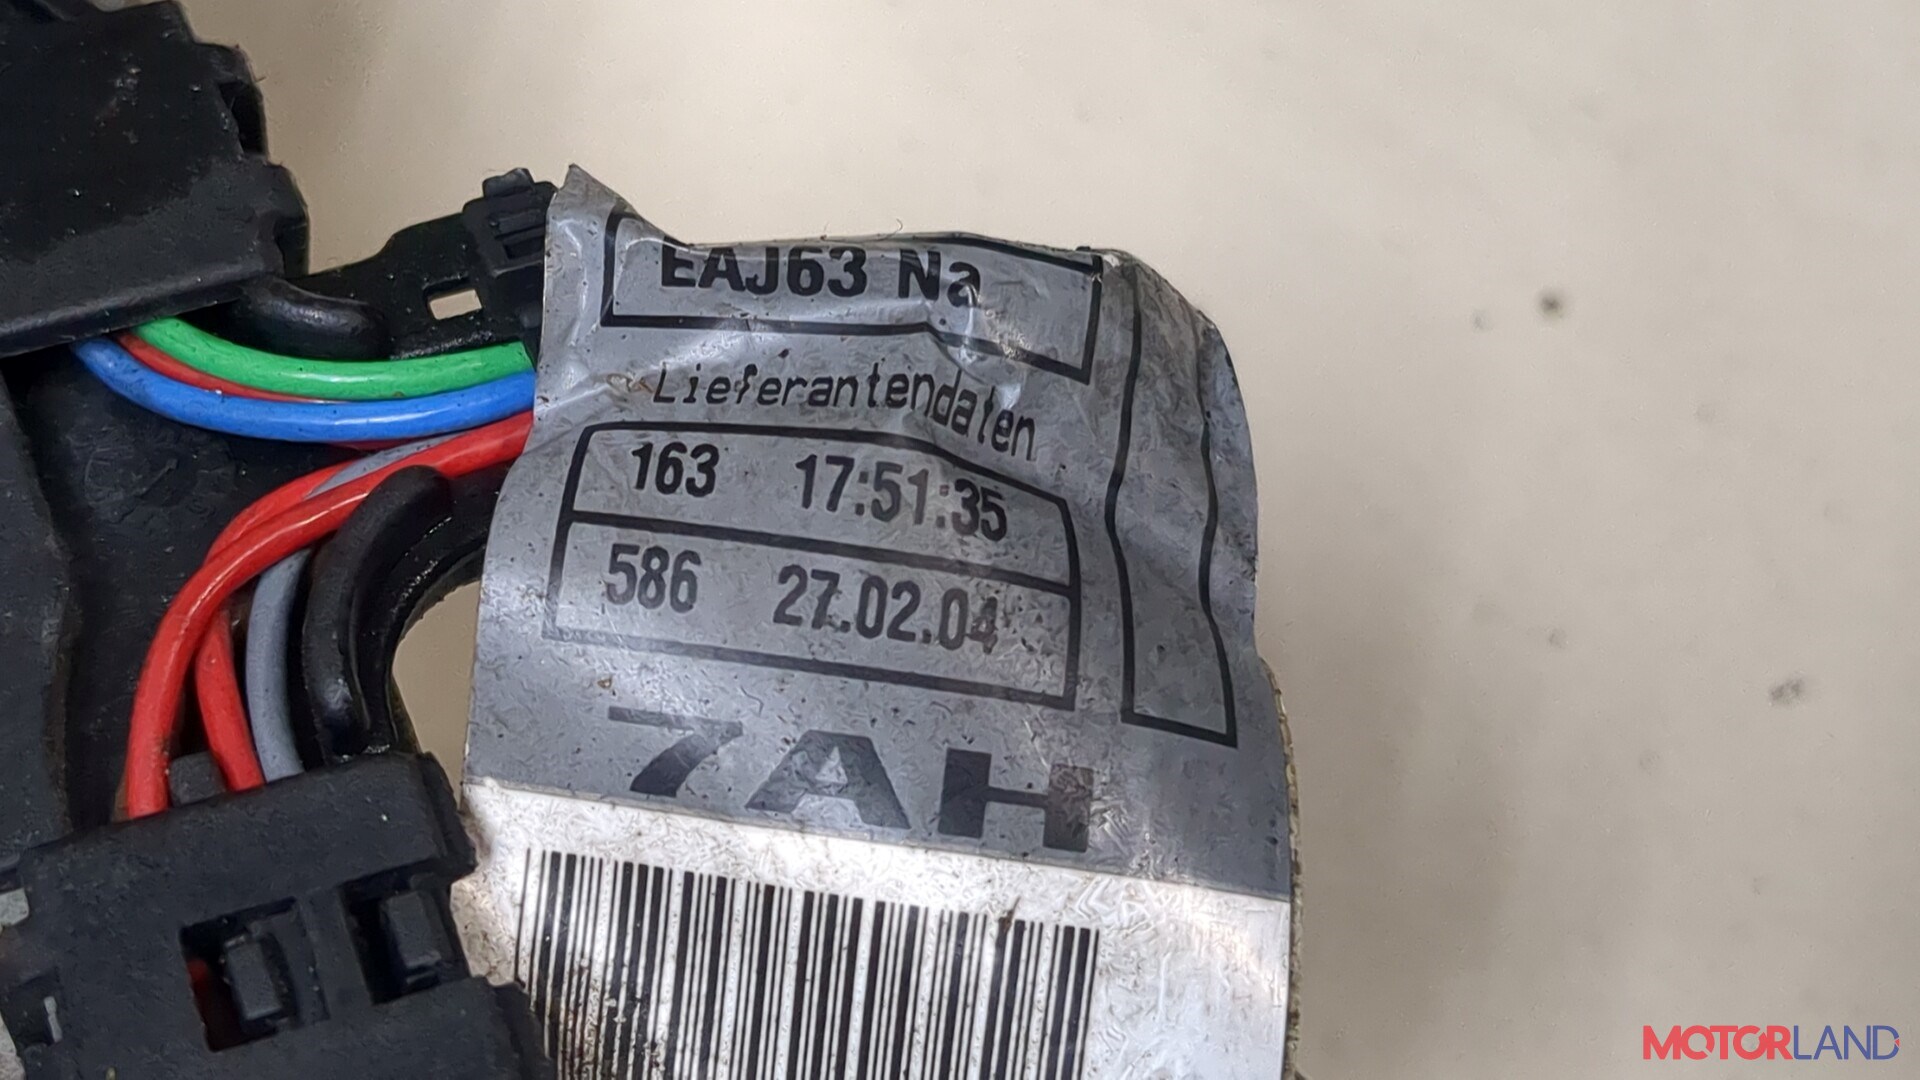 EAJ63 Na
Lieferantendaten
163 17:51:35
586 27.02.04
7AH
MOTORLAND